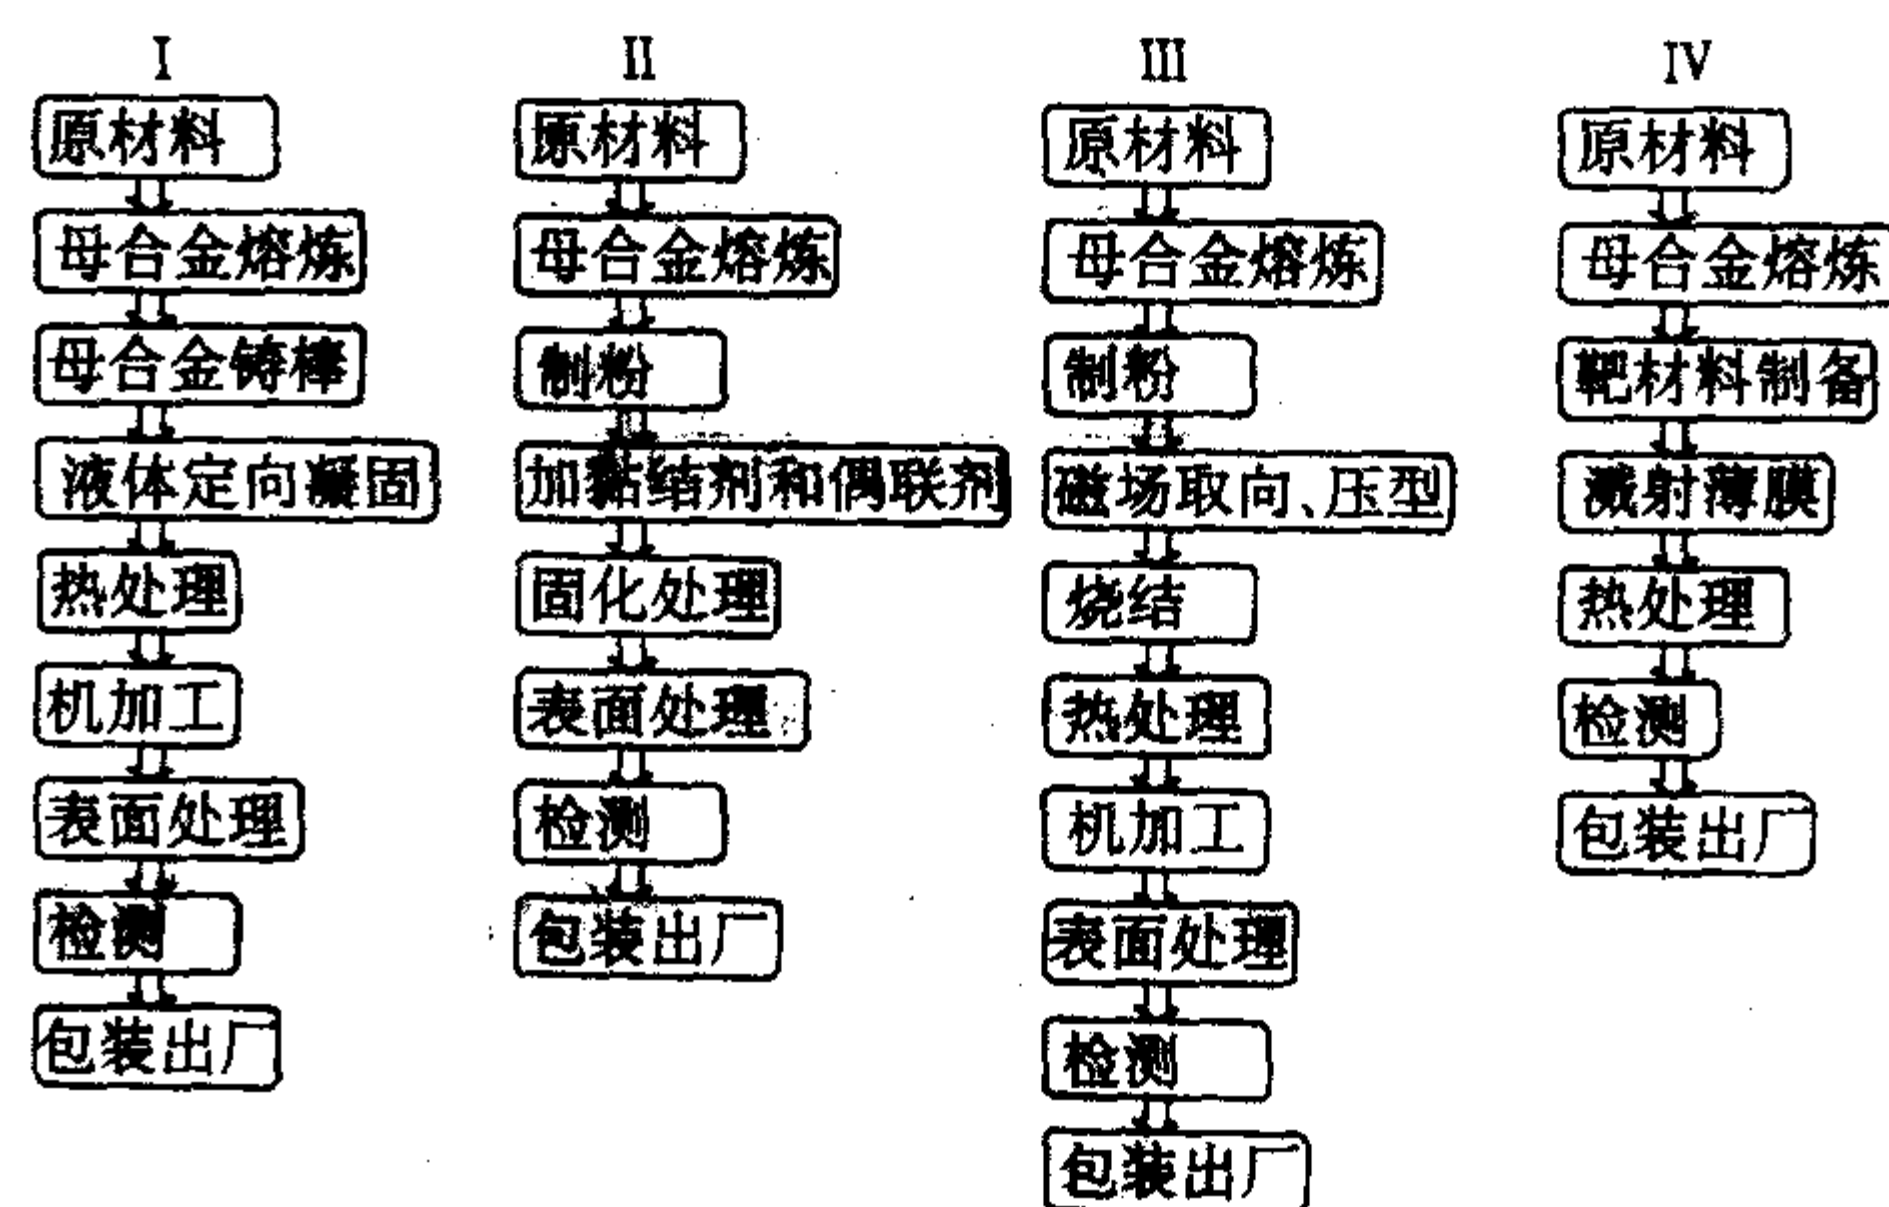 I
原材料
母合金熔炼
母合金铸棒
液体定向凝固
热处理
机加工
表面处理
检测
包装出厂
II
原材料
母合金熔炼
制粉
加黏结剂和偶联剂
固化处理
表面处理
检测
包装出厂
III
原材料
母合金熔炼
制粉
磁场取向、压型
烧结
热处理
机加工
表面处理
检测
包装出厂
IV
原材料
母合金熔炼
靶材料制备
溅射薄膜
热处理
检测
包装出厂